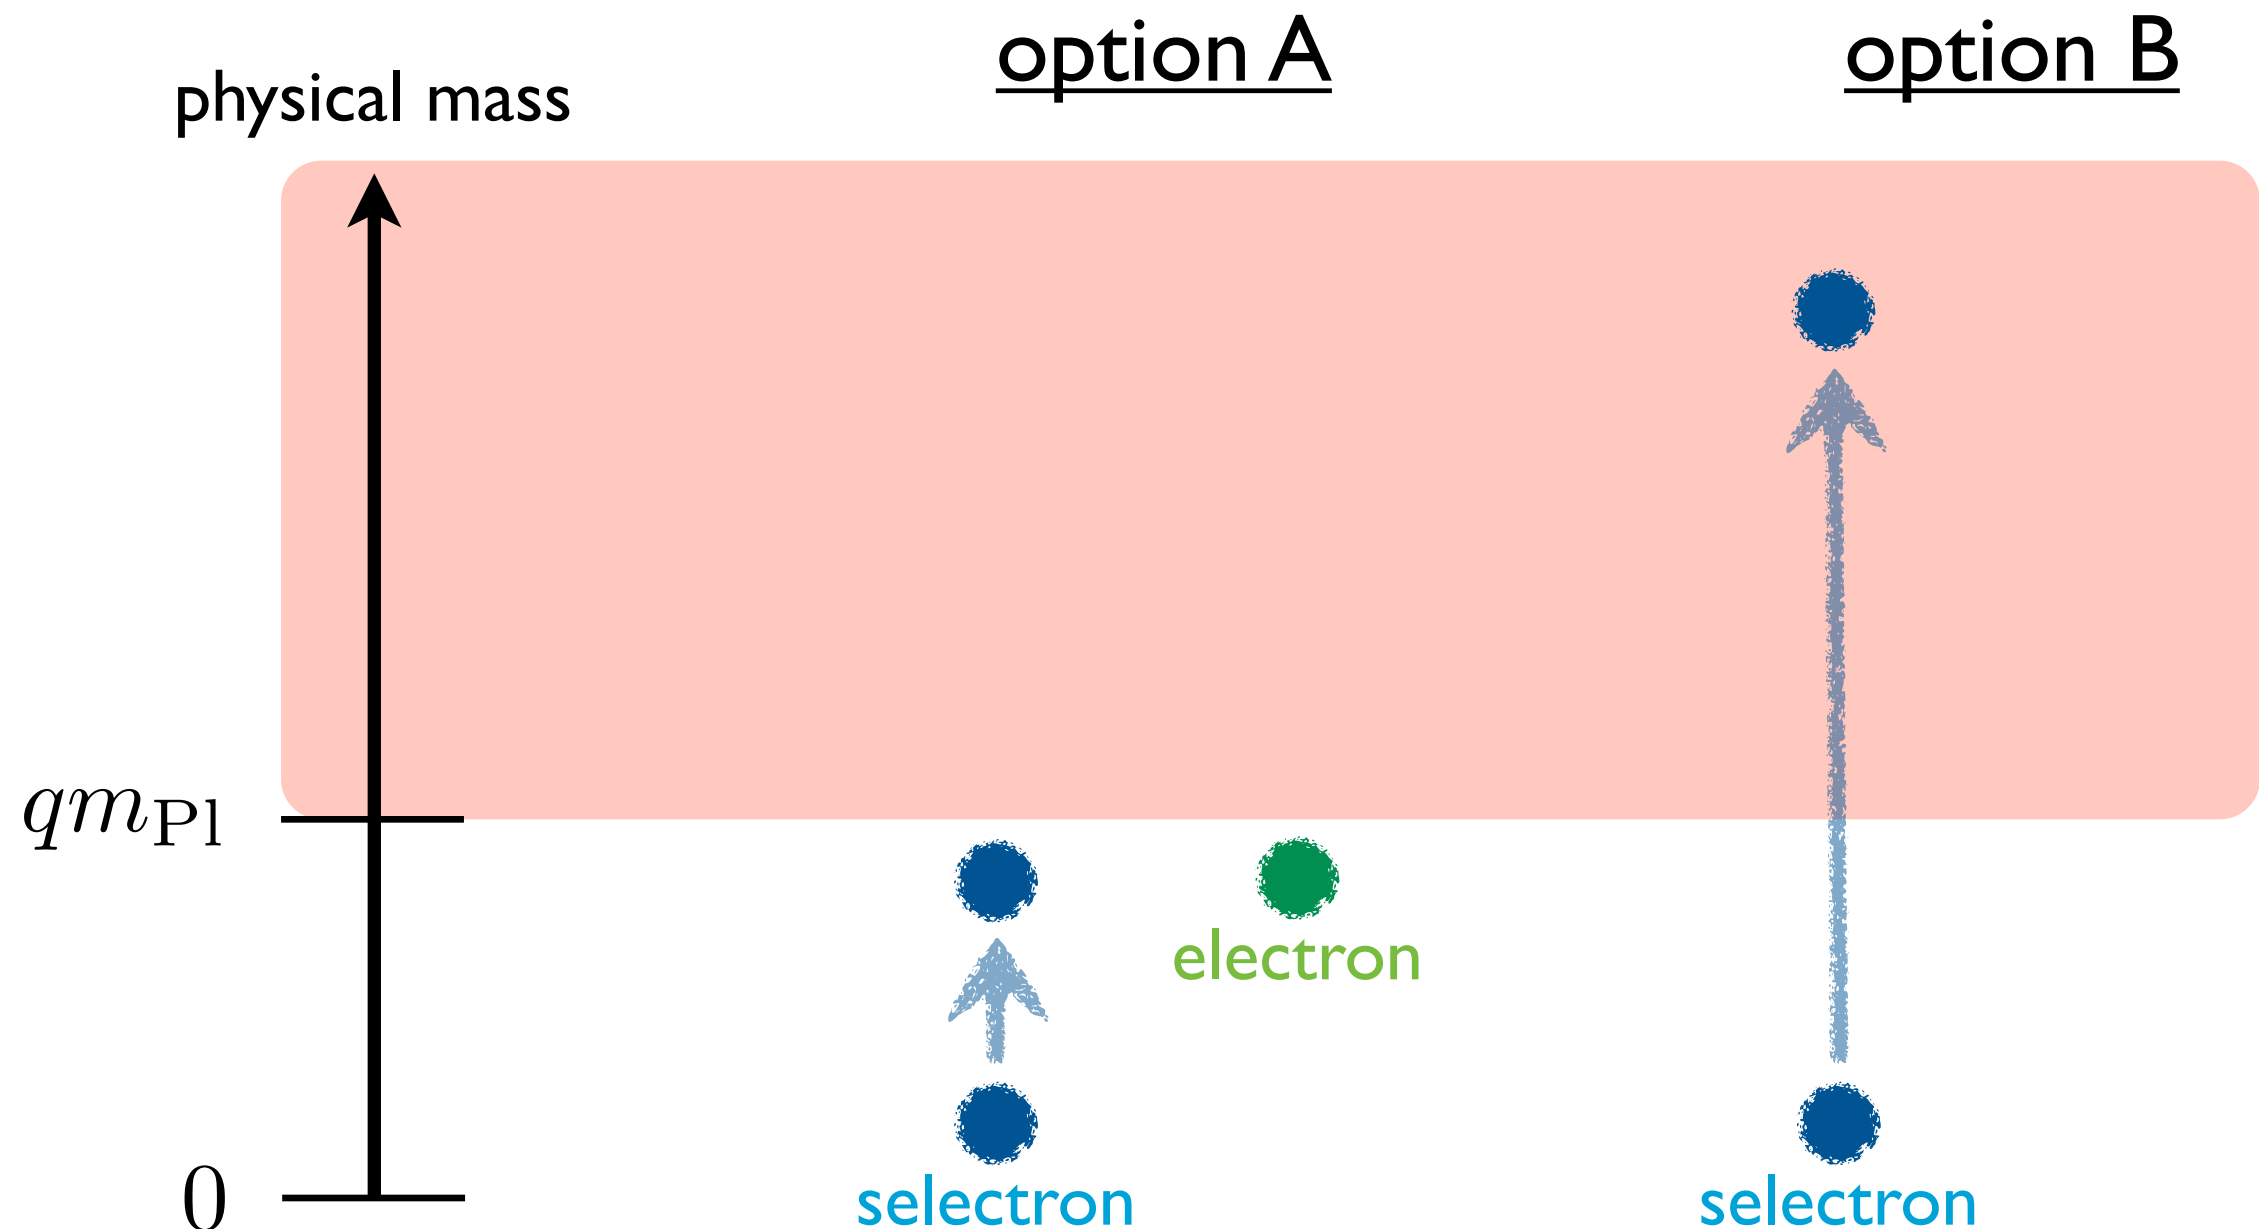 option A
option B
physical mass
qm_Pl
electron
0
selectron
selectron